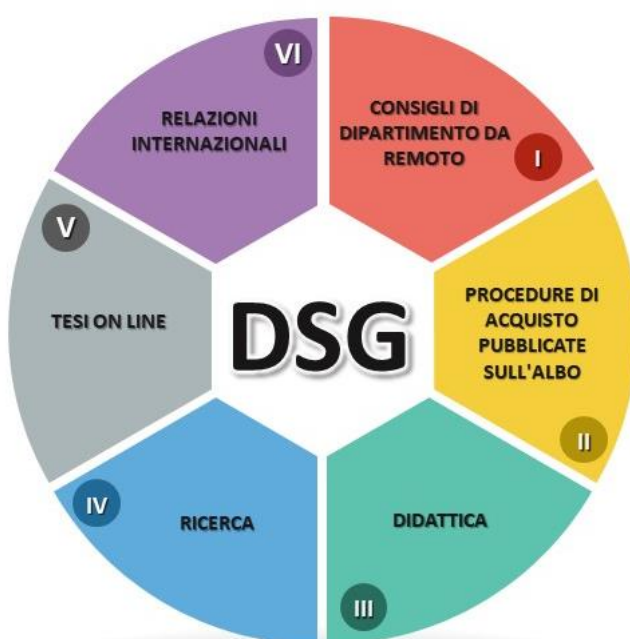 VI
RELAZIONI
INTERNAZIONALI
CONSIGLI DI
DIPARTIMENTO DA
REMOTO
I
V
TESI ON LINE
DSG
PROCEDURE DI
ACQUISTO
PUBBLICATE
SULL'ALBO
II
IV
RICERCA
DIDATTICA
III